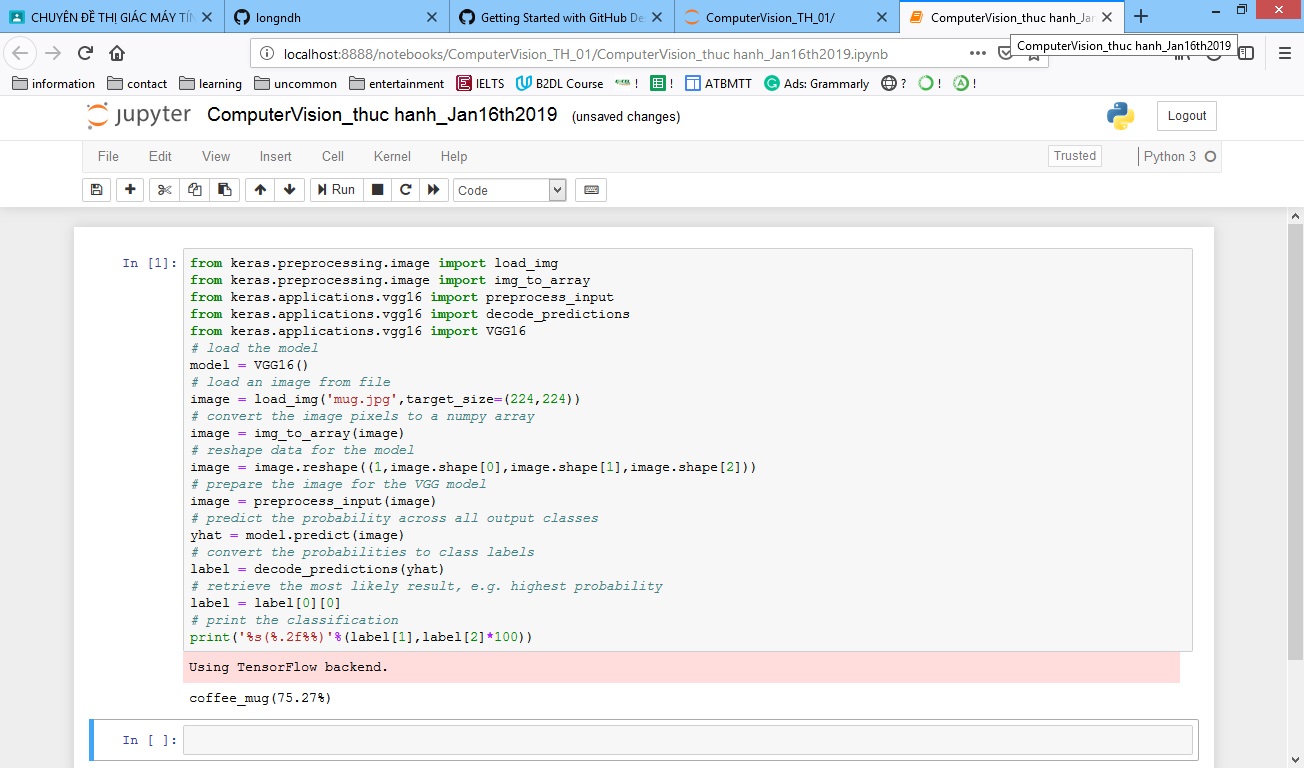 CHUYÊN ĐỀ THỊ GIÁC MÁY TÍN
longndh
Getting Started with GitHub De
ComputerVision_TH_01/
ComputerVision_thuc hanh_Ja
localhost:8888/notebooks/ComputerVision_TH_01/ComputerVision_thuc hanh_Jan16th2019.ipynb
ComputerVision_thuc hanh_Jan16th2019
information contact learning uncommon entertainment IELTS B2DL Course ! ! ATBMTT Ads: Grammarly ? ! !
jupyter ComputerVision_thuc hanh_Jan16th2019 (unsaved changes) Logout
File Edit View Insert Cell Kernel Help Trusted Python 3
Run Code
In [1]:
from keras.preprocessing.image import load_img
from keras.preprocessing.image import img_to_array
from keras.applications.vgg16 import preprocess_input
from keras.applications.vgg16 import decode_predictions
from keras.applications.vgg16 import VGG16
# load the model
model = VGG16()
# load an image from file
image = load_img('mug.jpg',target_size=(224,224))
# convert the image pixels to a numpy array
image = img_to_array(image)
# reshape data for the model
image = image.reshape((1,image.shape[0],image.shape[1],image.shape[2]))
# prepare the image for the VGG model
image = preprocess_input(image)
# predict the probability across all output classes
yhat = model.predict(image)
# convert the probabilities to class labels
label = decode_predictions(yhat)
# retrieve the most likely result, e.g. highest probability
label = label[0][0]
# print the classification
print('%s(%.2f%%)'%(label[1],label[2]*100))
Using TensorFlow backend.
coffee_mug(75.27%)
In [ ]: